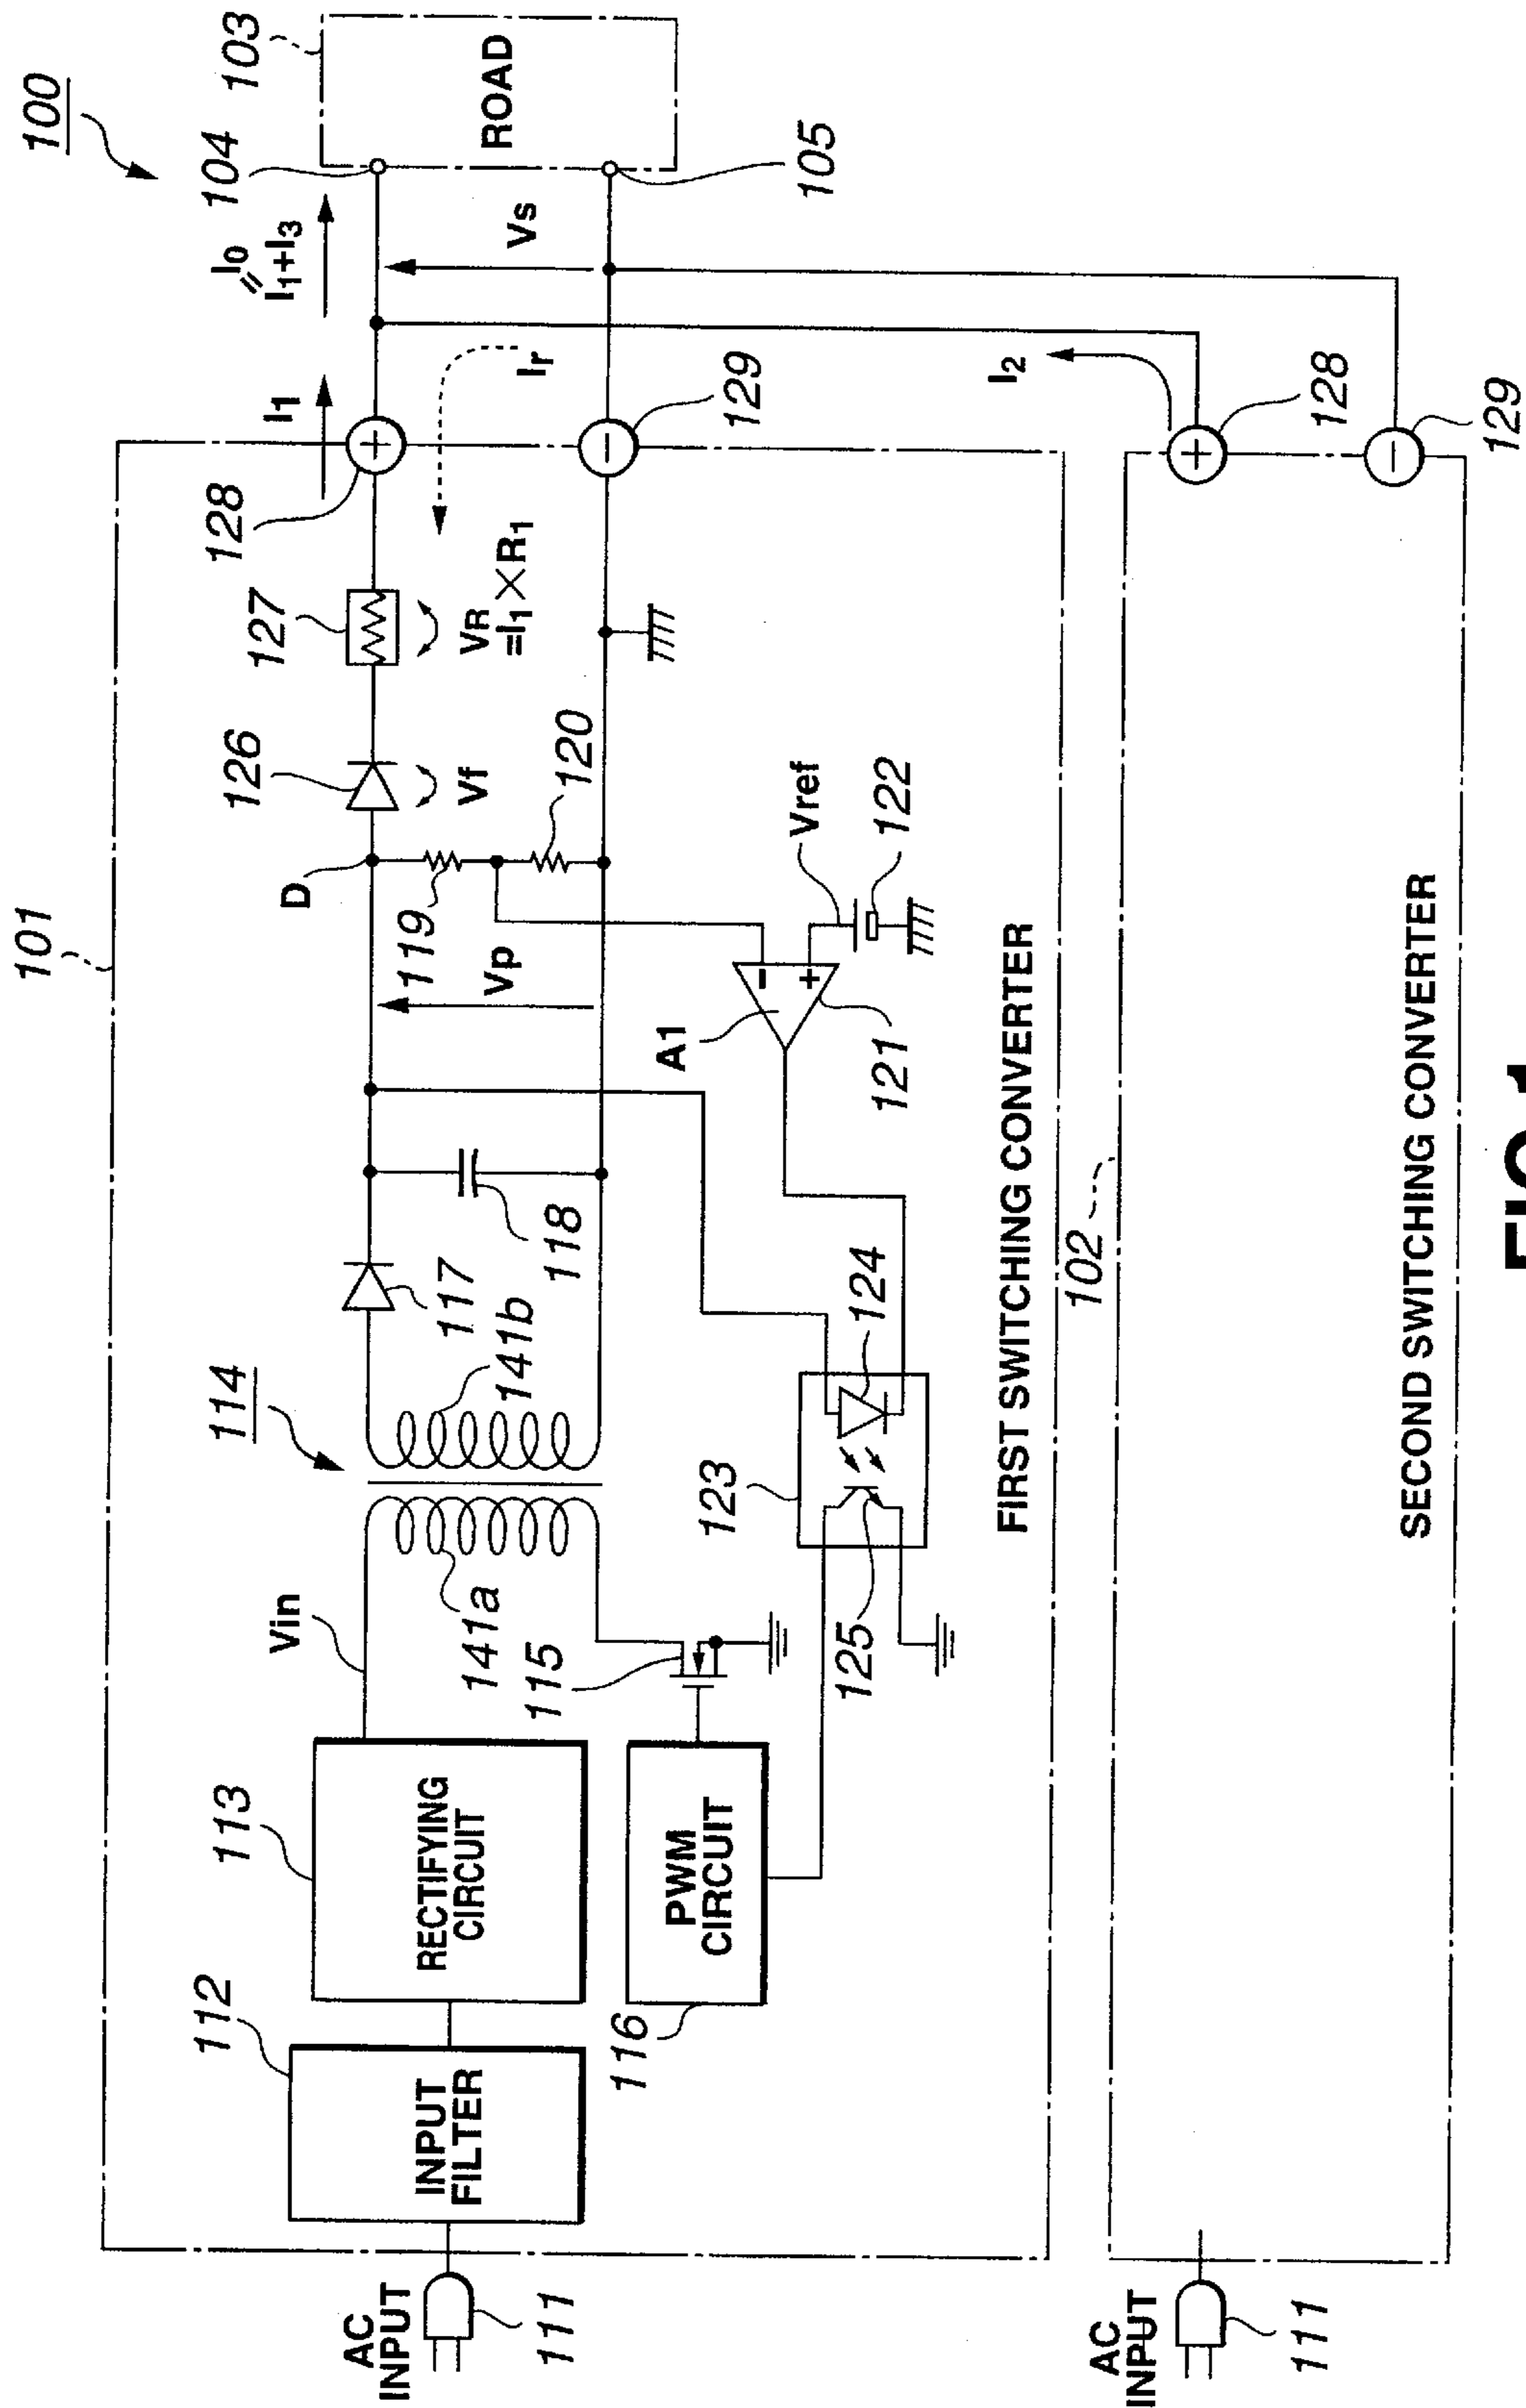 100
101
114
AC
INPUT
111
112
INPUT
FILTER
113
RECTIFYING
CIRCUIT
Vin
141a
141b
117
118
Vp
D
119
120
126
Vf
127
VR
=I1×R1
128
I1
I0
=
I1+I3
104
103
ROAD
Vs
105
Ir
129
115
116
PWM
CIRCUIT
123
124
125
A1
121
Vref
122
FIRST SWITCHING CONVERTER
102
I2
128
129
AC
INPUT
111
SECOND SWITCHING CONVERTER